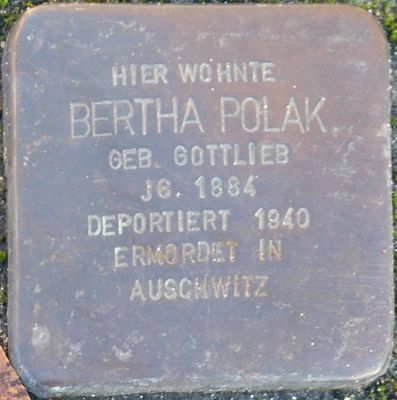 HIER WOHNTE
BERTHA POLAK
GEB. GOTTLIEB
JG. 1884
DEPORTIERT 1940
ERMORDET IN
AUSCHWITZ